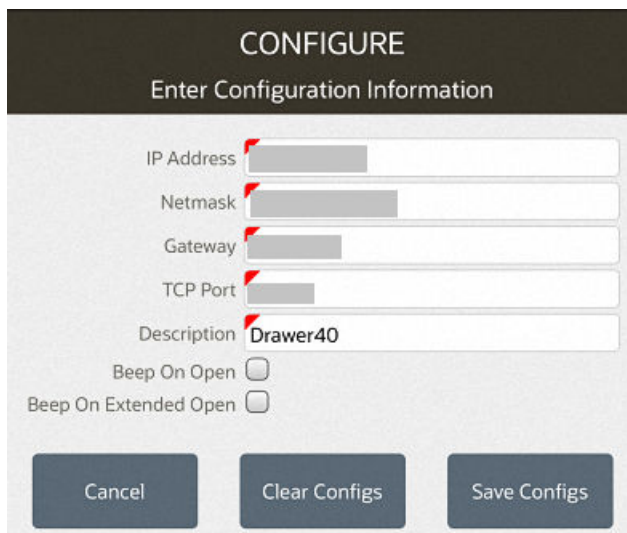 CONFIGURE
Enter Configuration Information
IP Address
Netmask
Gateway
TCP Port
Description Drawer40
Beep On Open
Beep On Extended Open
Cancel Clear Configs Save Configs